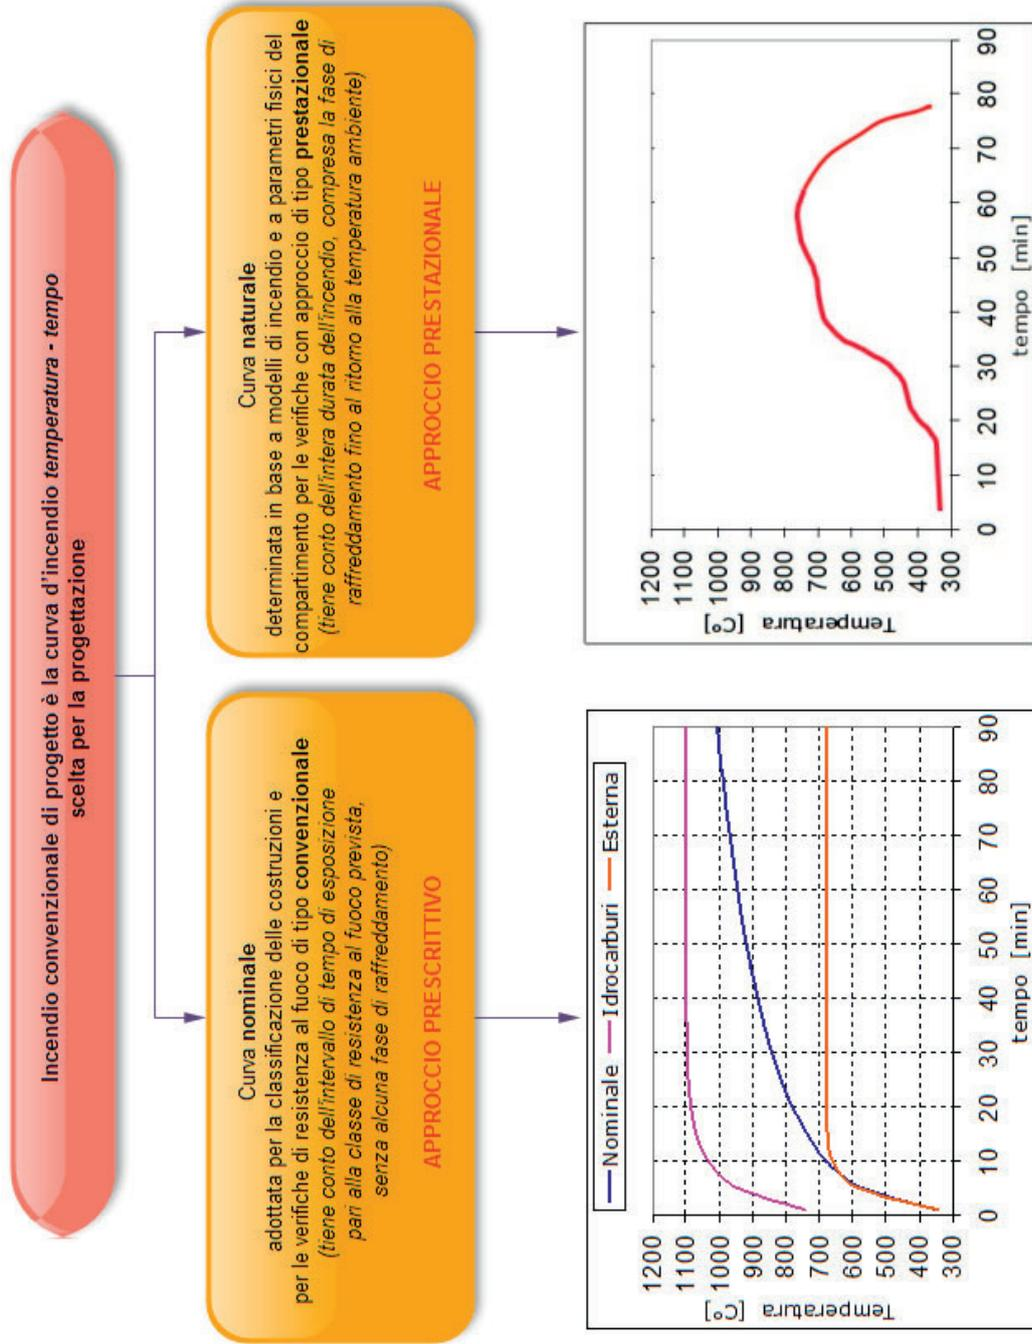 Incendio convenzionale di progetto è la curva d'incendio temperatura - tempo
scelta per la progettazione
Curva nominale
adottata per la classificazione delle costruzioni e
per le verifiche di resistenza al fuoco di tipo convenzionale
(tiene conto dell'intervallo di tempo di esposizione
pari alla classe di resistenza al fuoco prevista,
senza alcuna fase di raffreddamento)
APPROCCIO PRESCRITTIVO
Curva naturale
determinata in base a modelli di incendio e a parametri fisici del
compartimento per le verifiche con approccio di tipo prestazionale
(tiene conto dell'intera durata dell'incendio, compresa la fase di
raffreddamento fino al ritorno alla temperatura ambiente)
APPROCCIO PRESTAZIONALE
Nominale Idrocarburi Esterna
Temperatura [C°]
1200
1100
1000
900
800
700
600
500
400
300
0 10 20 30 40 50 60 70 80 90
tempo [min]
Temperatura [C°]
1200
1100
1000
900
800
700
600
500
400
300
0 10 20 30 40 50 60 70 80 90
tempo [min]